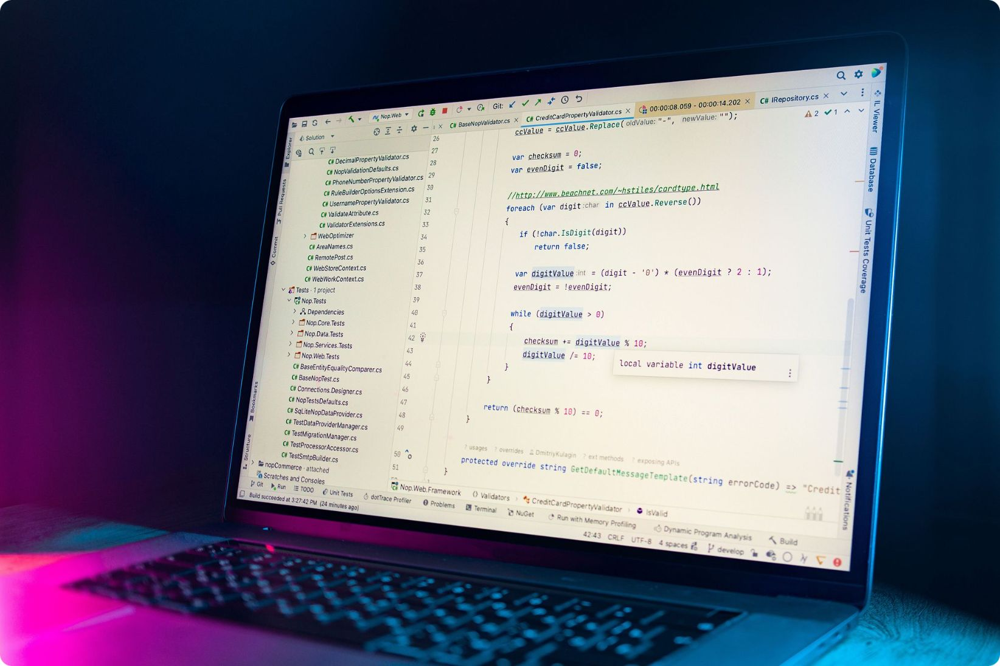 Nop.Web
Git:
Solution
BaseNopValidator.cs
CreditCardPropertyValidator.cs
00:00:08.059 - 00:00:14.202
C# IRepository.cs
2 1
Explorer
Pull Requests
Commit
Bookmarks
Structure
C# DecimalPropertyValidator.cs
C# NopValidationDefaults.cs
C# PhoneNumberPropertyValidator.cs
C# RuleBuilderOptionsExtension.cs
C# UsernamePropertyValidator.cs
C# ValidateAttribute.cs
C# ValidatorExtensions.cs
WebOptimizer
C# AreaNames.cs
C# RemotePost.cs
C# WebStoreContext.cs
C# WebWorkContext.cs
Tests · 1 project
Nop.Tests
Dependencies
Nop.Core.Tests
Nop.Data.Tests
Nop.Services.Tests
Nop.Web.Tests
C# BaseEntityEqualityComparer.cs
C# BaseNopTest.cs
C# Connections.Designer.cs
C# NopTestsDefaults.cs
C# SqLiteNopDataProvider.cs
C# TestDataProviderManager.cs
C# TestMigrationManager.cs
C# TestProcessorAccessor.cs
C# TestSmtpBuilder.cs
nopCommerce · attached
Scratches and Consoles
26
27
28
29
30
31
32
33
34
35
36
37
38
39
40
41
42
43
44
45
46
47
48
49
50
51
ccValue = ccValue.Replace( oldValue: "-", newValue: "");
var checksum = 0;
var evenDigit = false;
//http://www.beachnet.com/~hstiles/cardtype.html
foreach (var digit :char in ccValue.Reverse())
{
if (!char.IsDigit(digit))
return false;
var digitValue :int = (digit - '0') * (evenDigit ? 2 : 1);
evenDigit = !evenDigit;
while (digitValue > 0)
{
checksum += digitValue % 10;
digitValue /= 10;
}
}
local variable int digitValue
return (checksum % 10) == 0;
}
? usages ? overrides DmitriyKulagin ? ext methods ? exposing APIs
protected override string GetDefaultMessageTemplate(string errorCode) => "Credit
}
IL Viewer
Database
Unit Tests Coverage
Notifications
Nop.Web.Framework Validators CreditCardPropertyValidator IsValid
Git Run TODO Unit Tests dotTrace Profiler Problems Terminal NuGet Run with Memory Profiling Dynamic Program Analysis Build
Build succeeded at 3:27:42 PM (24 minutes ago)
42:43 CRLF UTF-8 4 spaces develop